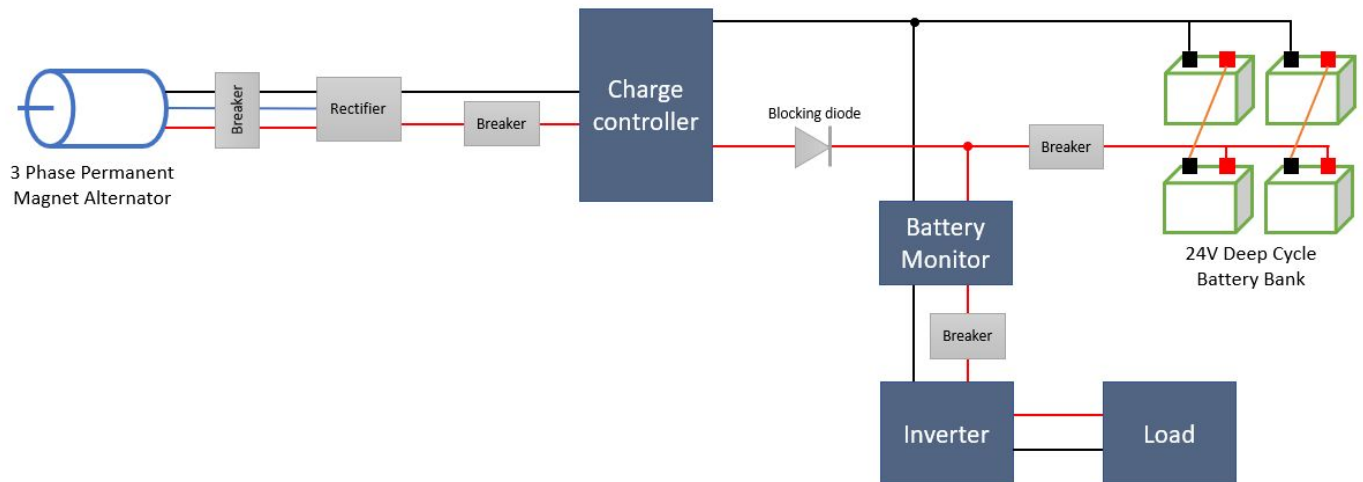 3 Phase Permanent
Magnet Alternator
Breaker
Rectifier
Breaker
Charge
controller
Blocking diode
Breaker
24V Deep Cycle
Battery Bank
Battery
Monitor
Breaker
Inverter
Load